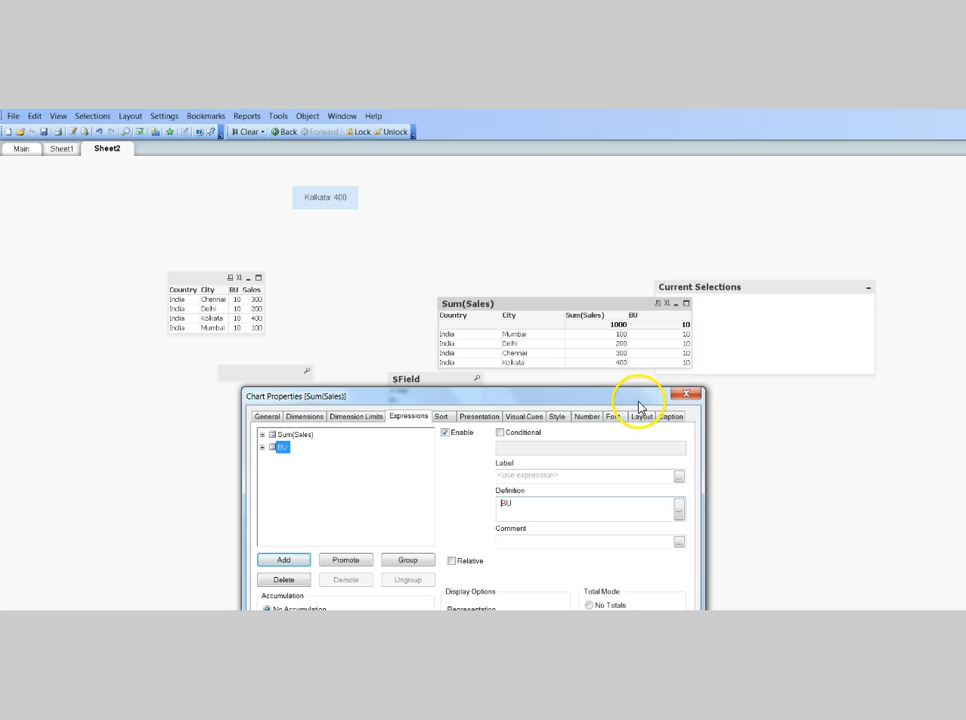 File Edit View Selections Layout Settings Bookmarks Reports Tools Object Window Help
Clear Back Forward Lock Unlock
Main Sheet1 Sheet2
Kolkata: 400
XL
Country City BU Sales
India Chennai 10 300
India Delhi 10 200
India Kolkata 10 400
India Mumbai 10 100
Current Selections
Sum(Sales) XL
Country City Sum(Sales) BU
1000 10
India Mumbai 100 10
India Delhi 200 10
India Chennai 300 10
India Kolkata 400 10
$Field
Chart Properties [Sum(Sales)]
General Dimensions Dimension Limits Expressions Sort Presentation Visual Cues Style Number Font Layout Caption
Sum(Sales)
BU
Enable Conditional
Label
<use expression>
...
Definition
BU
...
Comment
...
Add Promote Group
Relative
Delete Demote Ungroup
Accumulation
No Accumulation
Display Options
Representation
Total Mode
No Totals